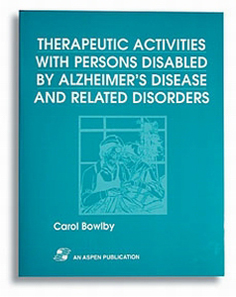 THERAPEUTIC ACTIVITIES
WITH PERSONS DISABLED
BY ALZHEIMER'S DISEASE
AND RELATED DISORDERS
Carol Bowlby
AN ASPEN PUBLICATION